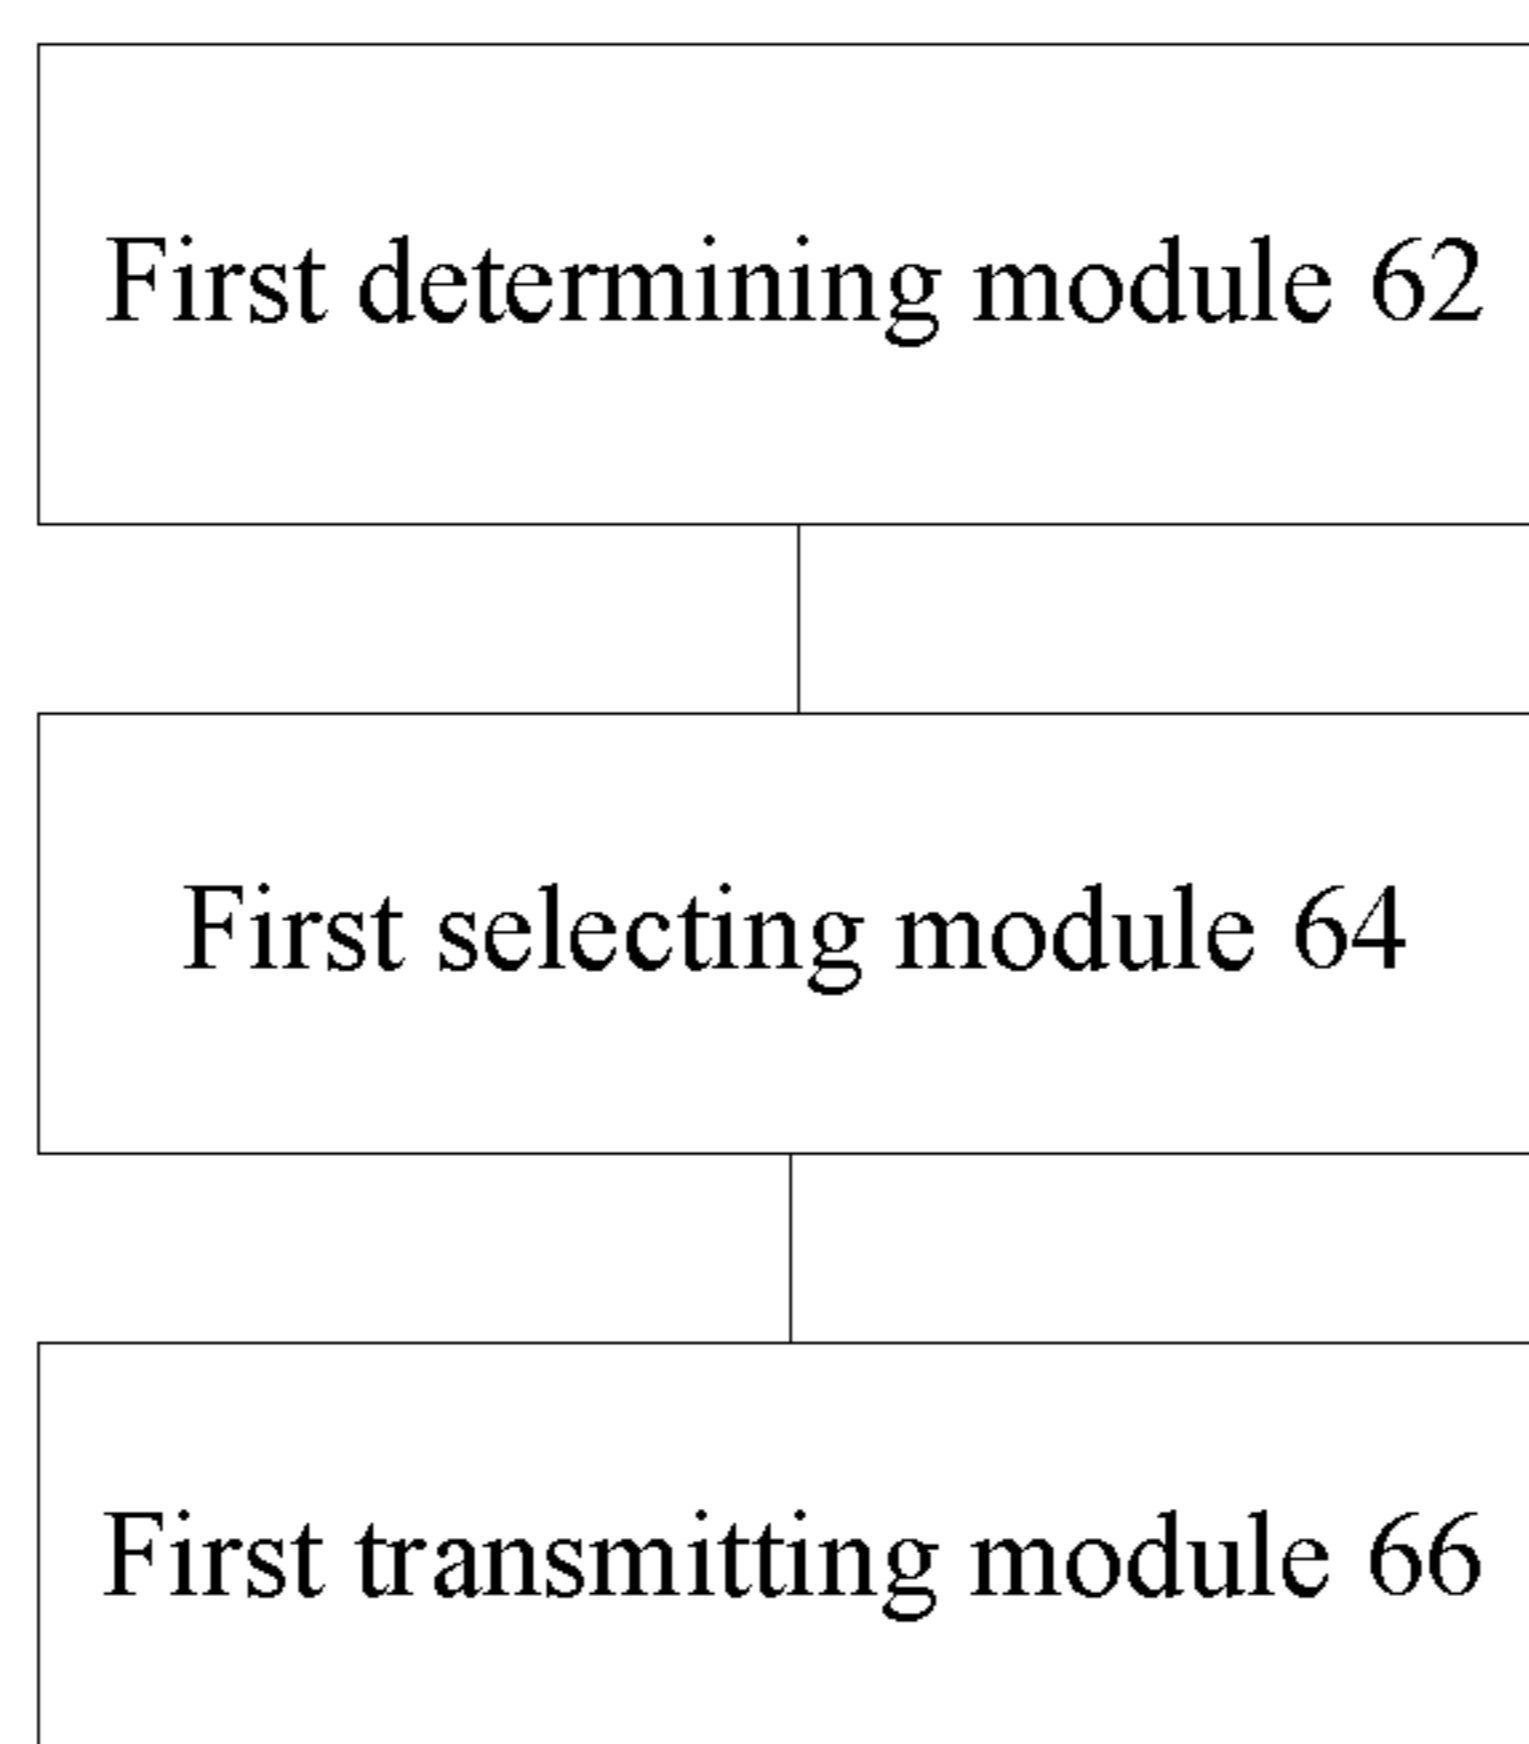 First determining module 62
First selecting module 64
First transmitting module 66